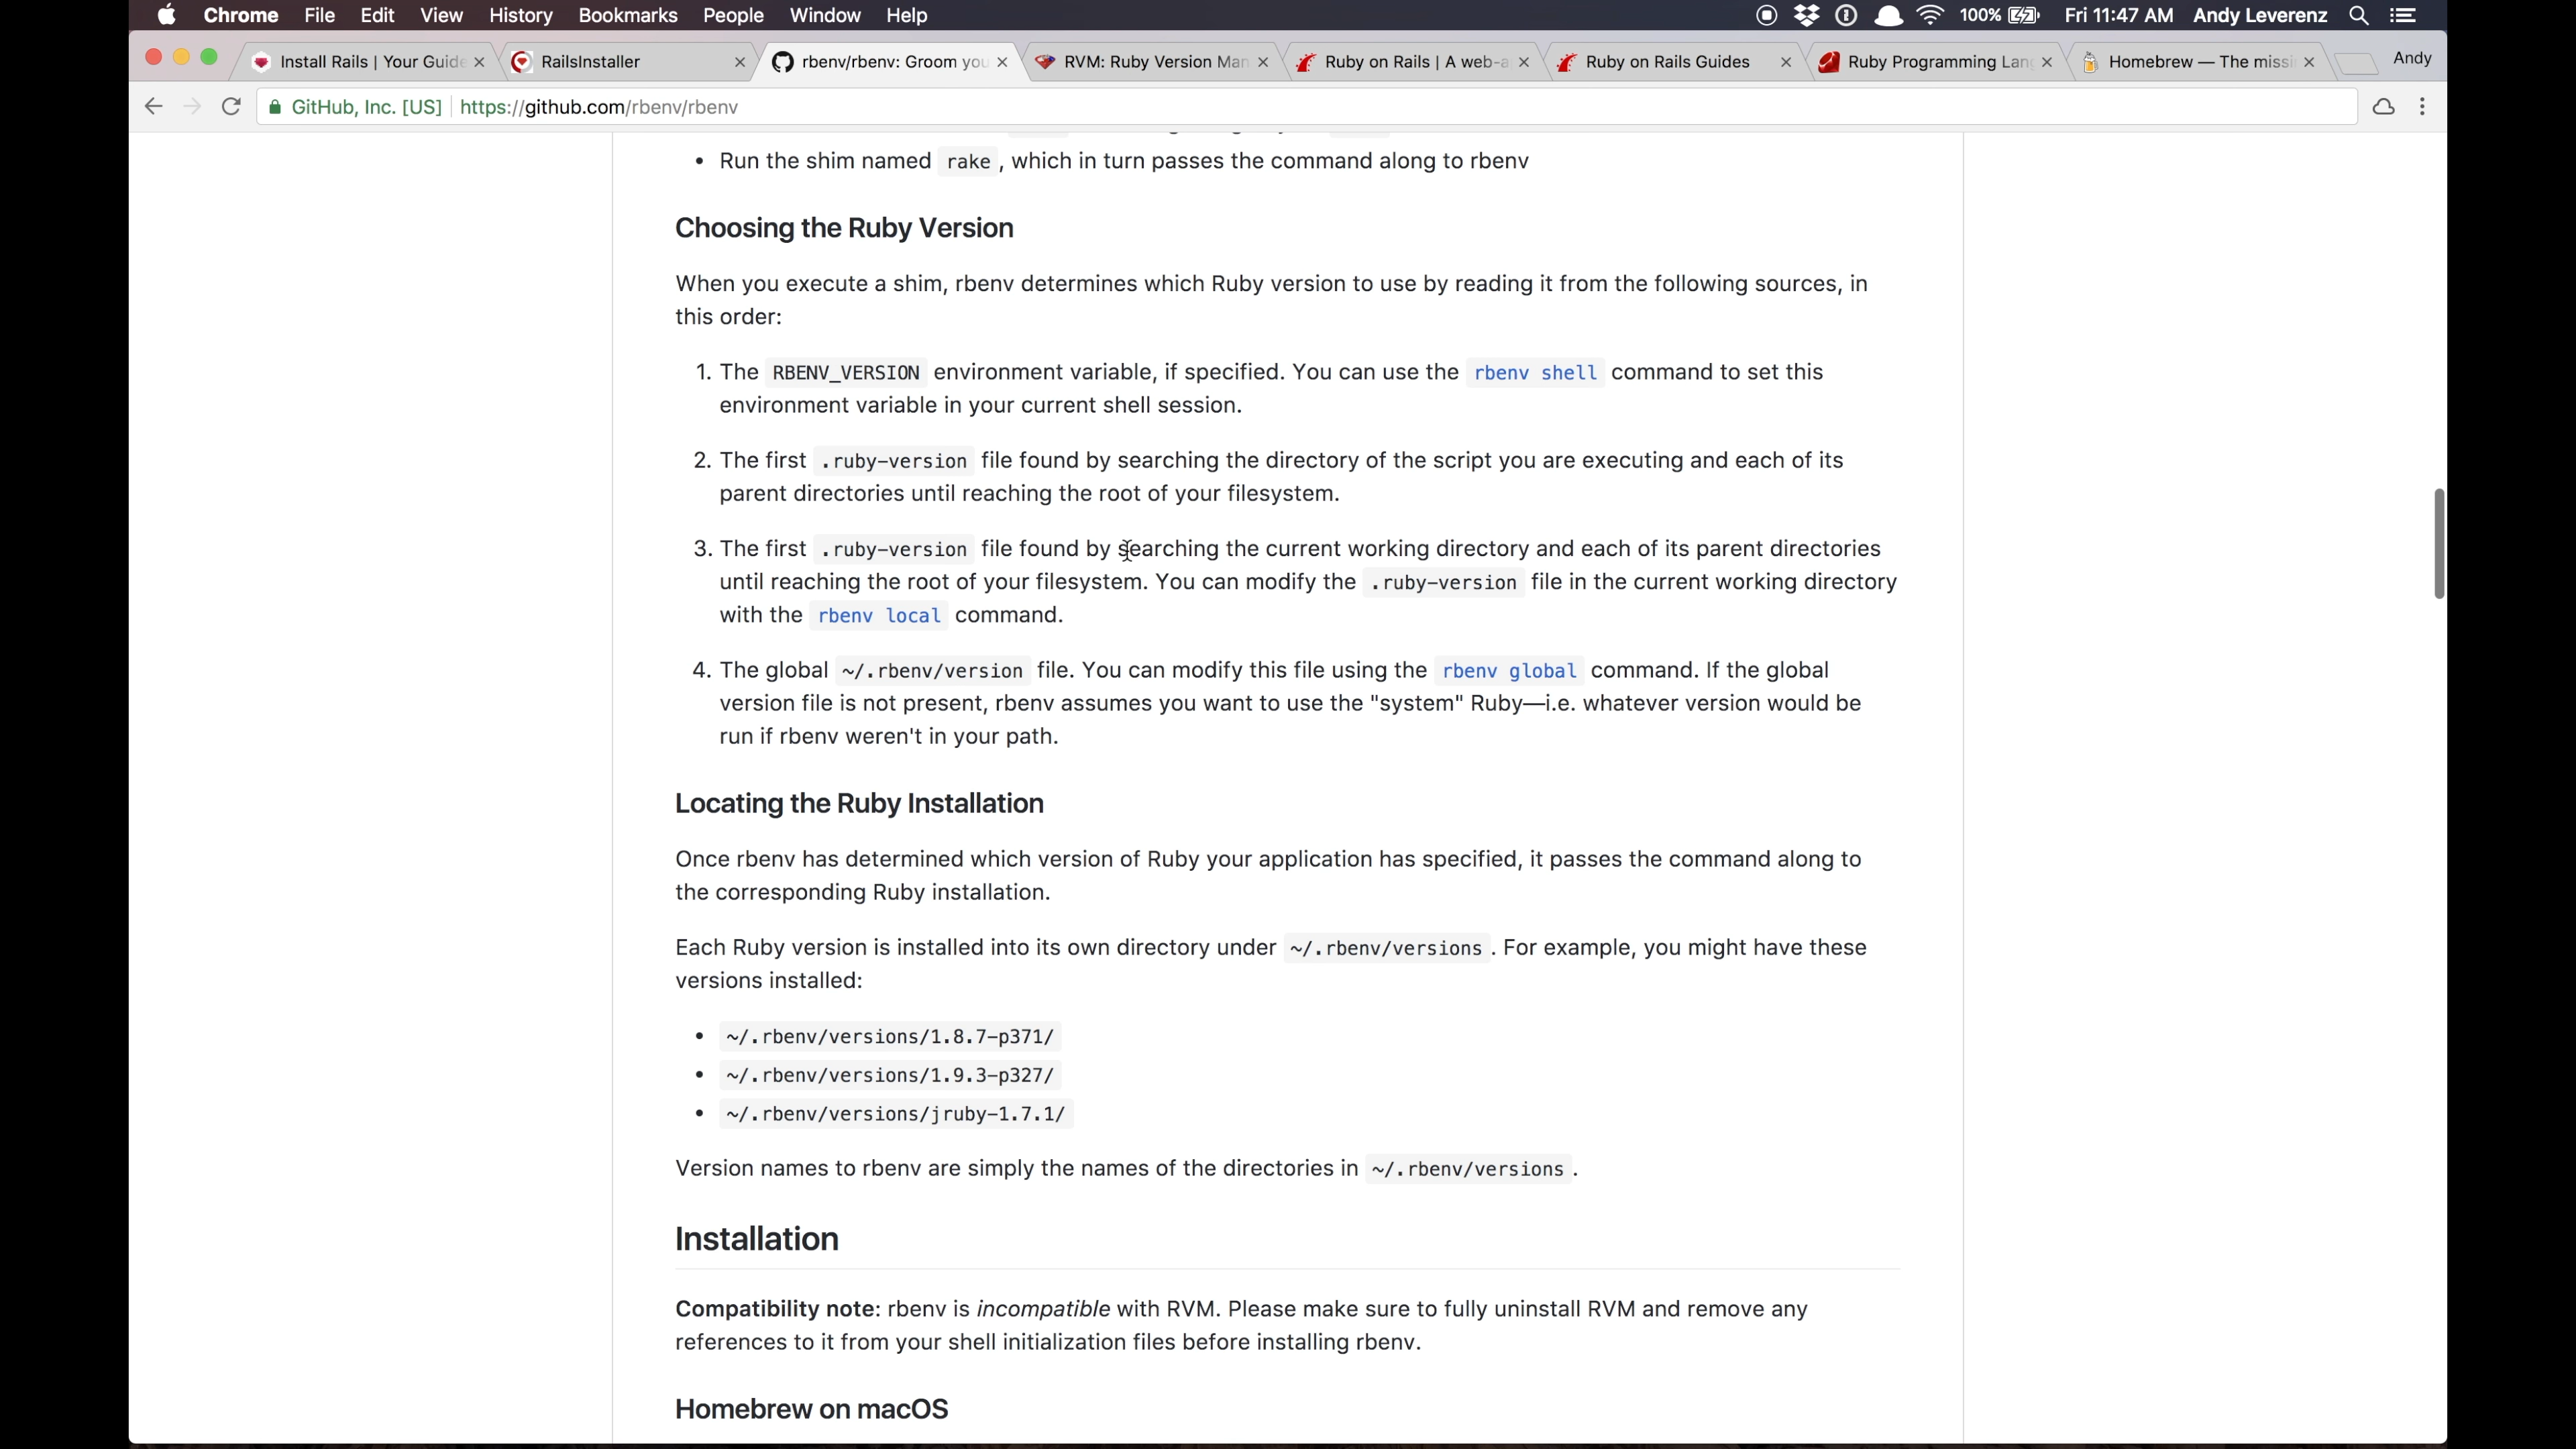 Chrome File Edit View History Bookmarks People Window Help 100% Fri 11:47 AM Andy Leverenz
Install Rails | Your Guide RailsInstaller rbenv/rbenv: Groom you RVM: Ruby Version Man Ruby on Rails | A web-a Ruby on Rails Guides Ruby Programming Lan Homebrew — The missi Andy
GitHub, Inc. [US] https://github.com/rbenv/rbenv
• Run the shim named rake , which in turn passes the command along to rbenv
Choosing the Ruby Version
When you execute a shim, rbenv determines which Ruby version to use by reading it from the following sources, in
this order:
1. The RBENV_VERSION environment variable, if specified. You can use the rbenv shell command to set this
environment variable in your current shell session.
2. The first .ruby-version file found by searching the directory of the script you are executing and each of its
parent directories until reaching the root of your filesystem.
3. The first .ruby-version file found by searching the current working directory and each of its parent directories
until reaching the root of your filesystem. You can modify the .ruby-version file in the current working directory
with the rbenv local command.
4. The global ~/.rbenv/version file. You can modify this file using the rbenv global command. If the global
version file is not present, rbenv assumes you want to use the "system" Ruby—i.e. whatever version would be
run if rbenv weren't in your path.
Locating the Ruby Installation
Once rbenv has determined which version of Ruby your application has specified, it passes the command along to
the corresponding Ruby installation.
Each Ruby version is installed into its own directory under ~/.rbenv/versions . For example, you might have these
versions installed:
• ~/.rbenv/versions/1.8.7-p371/
• ~/.rbenv/versions/1.9.3-p327/
• ~/.rbenv/versions/jruby-1.7.1/
Version names to rbenv are simply the names of the directories in ~/.rbenv/versions .
Installation
Compatibility note: rbenv is incompatible with RVM. Please make sure to fully uninstall RVM and remove any
references to it from your shell initialization files before installing rbenv.
Homebrew on macOS